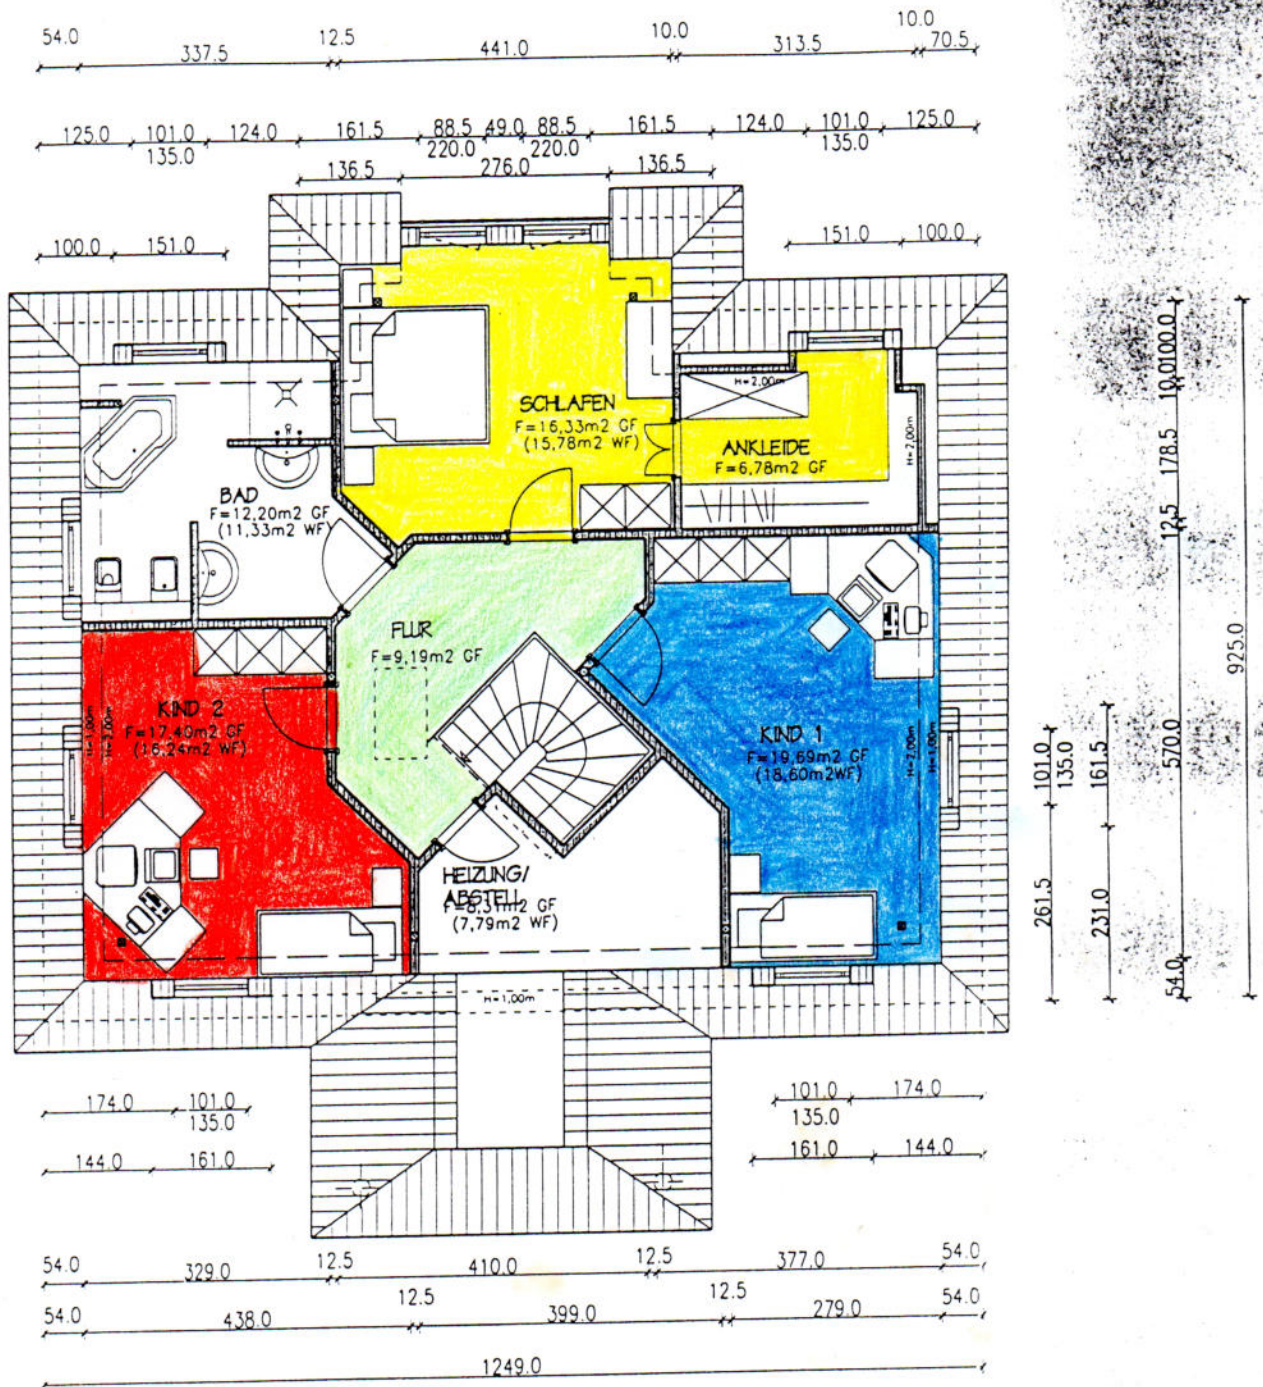 54.0 337.5 12.5 441.0 10.0 313.5 10.0 70.5
125.0 101.0 124.0 161.5 88.5 49.0 88.5 161.5 124.0 101.0 125.0
135.0 220.0 220.0 135.0
136.5 276.0 136.5
100.0 151.0 151.0 100.0
SCHLAFEN
F=16,33m2 GF
(15,78m2 WF)
H=2,00m
ANKLEIDE
F=6,78m2 GF
H=2,00m
BAD
F=12,20m2 GF
(11,33m2 WF)
FLUR
F=9,19m2 GF
KIND 2
F=17,40m2 GF
(16,24m2 WF)
H=1,00m
H=2,00m
KIND 1
F=19,69m2 GF
(18,60m2WF)
H=2,00m
H=1,00m
HEIZUNG/
ABSTELL
F=8,31m2 GF
(7,79m2 WF)
H=1,00m
10.0 100.0
178.5
12.5
570.0
54.0
925.0
101.0
135.0
161.5
261.5
231.0
174.0 101.0 101.0 174.0
135.0 135.0
144.0 161.0 161.0 144.0
54.0 329.0 12.5 410.0 12.5 377.0 54.0
54.0 438.0 12.5 399.0 12.5 279.0 54.0
1249.0